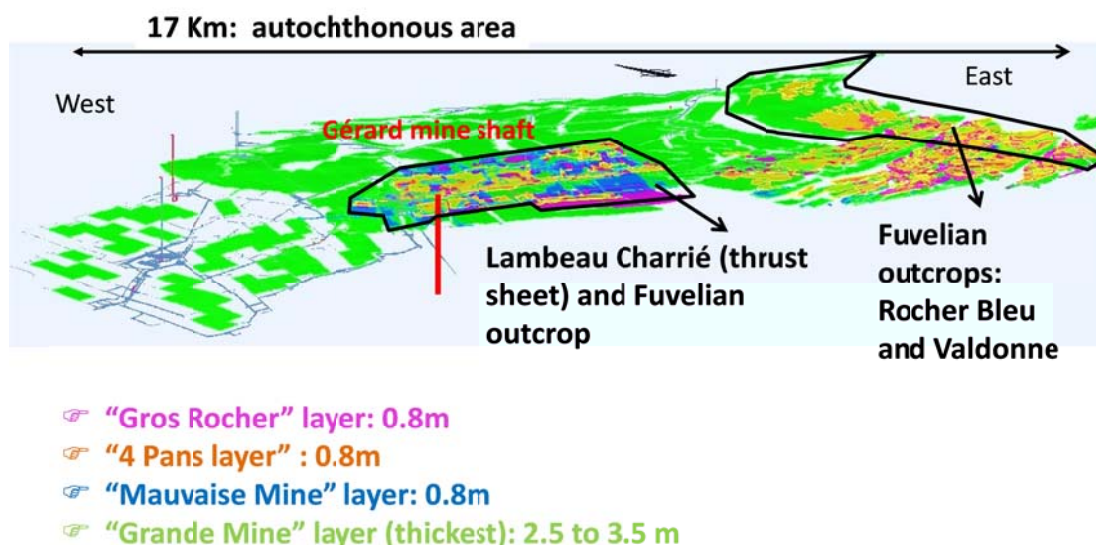 17 Km: autochthonous area
West
East
Gérard mine shaft
Lambeau Charrié (thrust
sheet) and Fuvelian
outcrop
Fuvelian
outcrops:
Rocher Bleu
and Valdonne
☞ “Gros Rocher” layer: 0.8m
☞ “4 Pans layer” : 0.8m
☞ “Mauvaise Mine” layer: 0.8m
☞ “Grande Mine” layer (thickest): 2.5 to 3.5 m